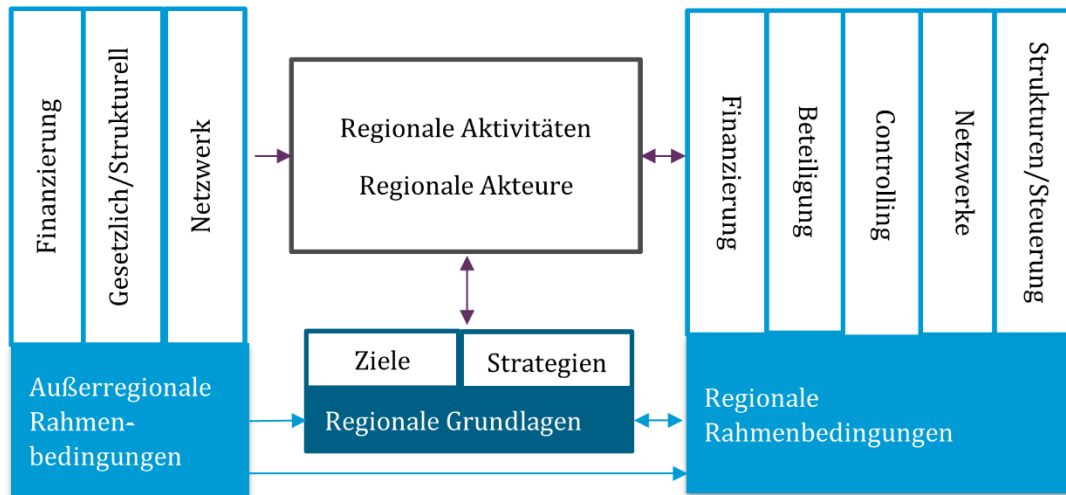 Finanzierung
Gesetzlich/Strukturell
Netzwerk
Außerregionale
Rahmen-
bedingungen
Regionale Aktivitäten
Regionale Akteure
Ziele
Strategien
Regionale Grundlagen
Finanzierung
Beteiligung
Controlling
Netzwerke
Strukturen/Steuerung
Regionale
Rahmenbedingungen